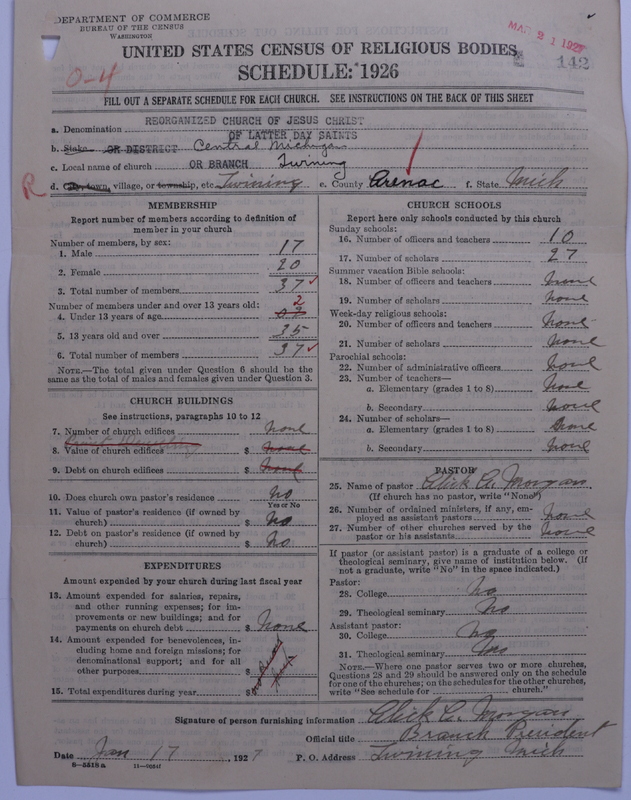 DEPARTMENT OF COMMERCE
BUREAU OF THE CENSUS
WASHINGTON
MAR 21 1927
142
UNITED STATES CENSUS OF RELIGIOUS BODIES
SCHEDULE: 1926
0-4
FILL OUT A SEPARATE SCHEDULE FOR EACH CHURCH. SEE INSTRUCTIONS ON THE BACK OF THIS SHEET
REORGANIZED CHURCH OF JESUS CHRIST
a. Denomination
OF LATTER DAY SAINTS
b. State OR DISTRICT Central Michigan
c. Local name of church OR BRANCH Twining
R
d. City, town, village, or township, etc Twining e. County Arenac f. State Mich
MEMBERSHIP
Report number of members according to definition of
member in your church
Number of members, by sex:
1. Male 17
2. Female 20
3. Total number of members 37
Number of members under and over 13 years old:
4. Under 13 years of age 2
5. 13 years old and over 35
6. Total number of members 37
NOTE.—The total given under Question 6 should be
same as the total of males and females given under Question 3.
CHURCH BUILDINGS
See instructions, paragraphs 10 to 12
7. Number of church edifices none
8. Value of church edifices $ none
9. Debt on church edifices $ none
10. Does church own pastor's residence No
Yes or No
11. Value of pastor's residence (if owned by
church) $ No
12. Debt on pastor's residence (if owned by
church) $ No
EXPENDITURES
Amount expended by your church during last fiscal year
13. Amount expended for salaries, repairs,
and other running expenses; for im-
provements or new buildings; and for
payments on church debt $ None
14. Amount expended for benevolences, in-
cluding home and foreign missions; for
denominational support; and for all
other purposes $
15. Total expenditures during year $
CHURCH SCHOOLS
Report here only schools conducted by this church
Sunday schools:
16. Number of officers and teachers 10
17. Number of scholars 27
Summer vacation Bible schools:
18. Number of officers and teachers none
19. Number of scholars none
Week-day religious schools:
20. Number of officers and teachers none
21. Number of scholars none
Parochial schools:
22. Number of administrative officers none
23. Number of teachers—
a. Elementary (grades 1 to 8) None
b. Secondary none
24. Number of scholars—
a. Elementary (grades 1 to 8) None
b. Secondary none
PASTOR
25. Name of pastor Click C. Morgan
(If church has no pastor, write "None")
26. Number of ordained ministers, if any, em-
ployed as assistant pastors none
27. Number of other churches served by the
pastor or his assistants none
If pastor (or assistant pastor) is a graduate of a college or
theological seminary, give name of institution below. (If
not a graduate, write "No" in the space indicated.)
Pastor:
28. College No
29. Theological seminary No
Assistant pastor:
30. College No
31. Theological seminary No
NOTE.—Where one pastor serves two or more churches,
Questions 28 and 29 should be answered only on the schedule
for one of the churches; on the schedules for the other churches,
write "See schedule for church."
Signature of person furnishing information Click C. Morgan
Official title Branch President
Date Jan 17, 1927 P. O. Address Twining Mich
8-5518a